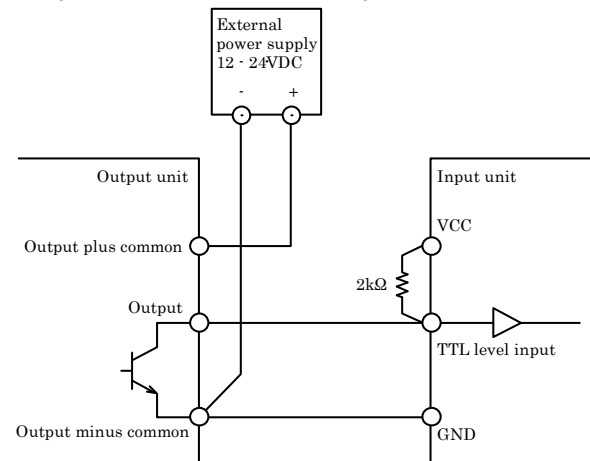 External
power supply
12 - 24VDC
- +
Output unit
Input unit
VCC
Output plus common
2kΩ
Output
TTL level input
Output minus common
GND